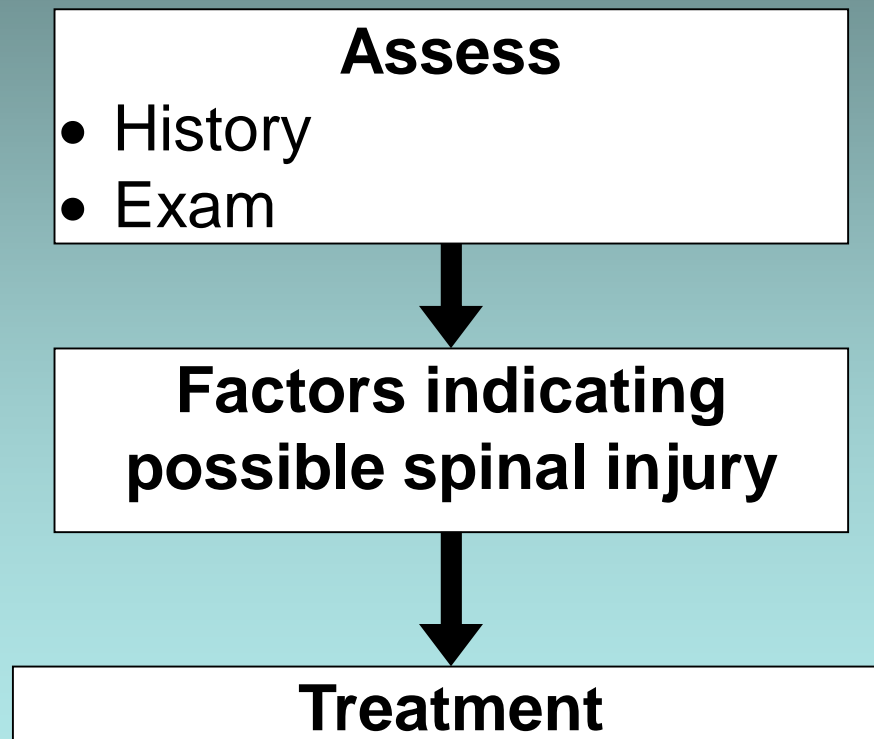 Assess
• History
• Exam
Factors indicating
possible spinal injury
Treatment